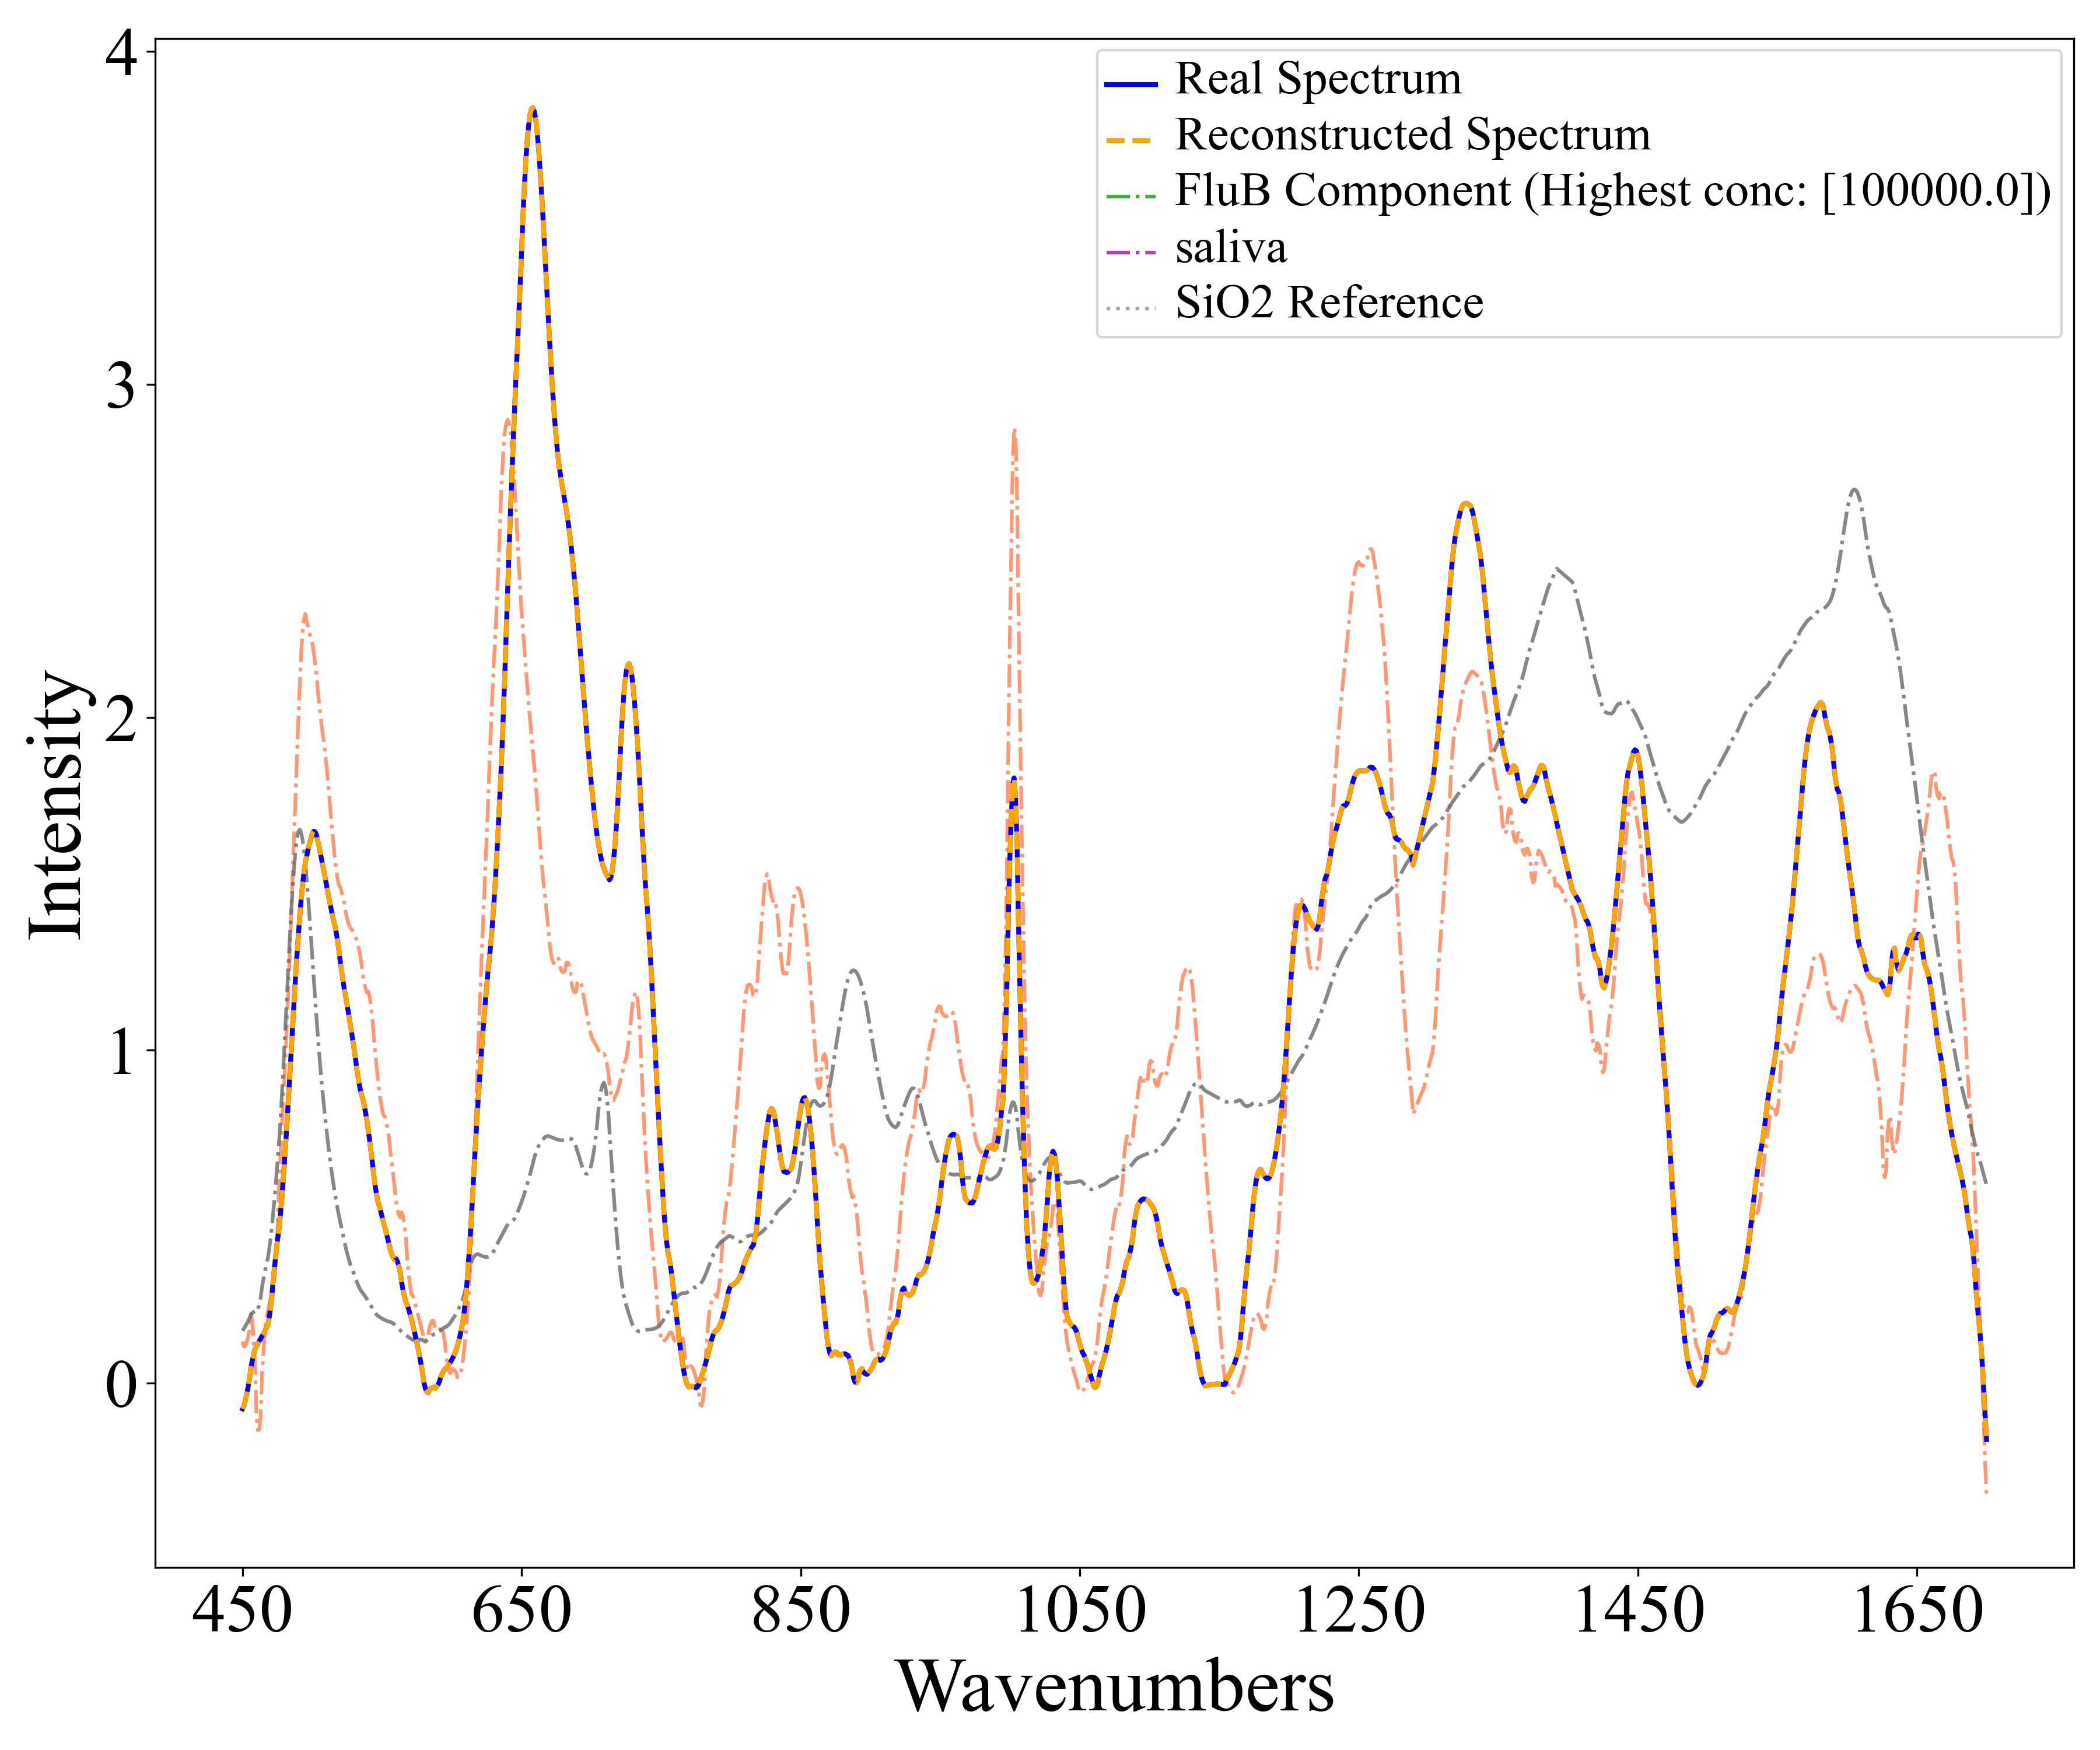 4
3
2
1
0
Intensity
Real Spectrum
Reconstructed Spectrum
FluB Component (Highest conc: [100000.0])
saliva
SiO2 Reference
450 650 850 1050 1250 1450 1650
Wavenumbers